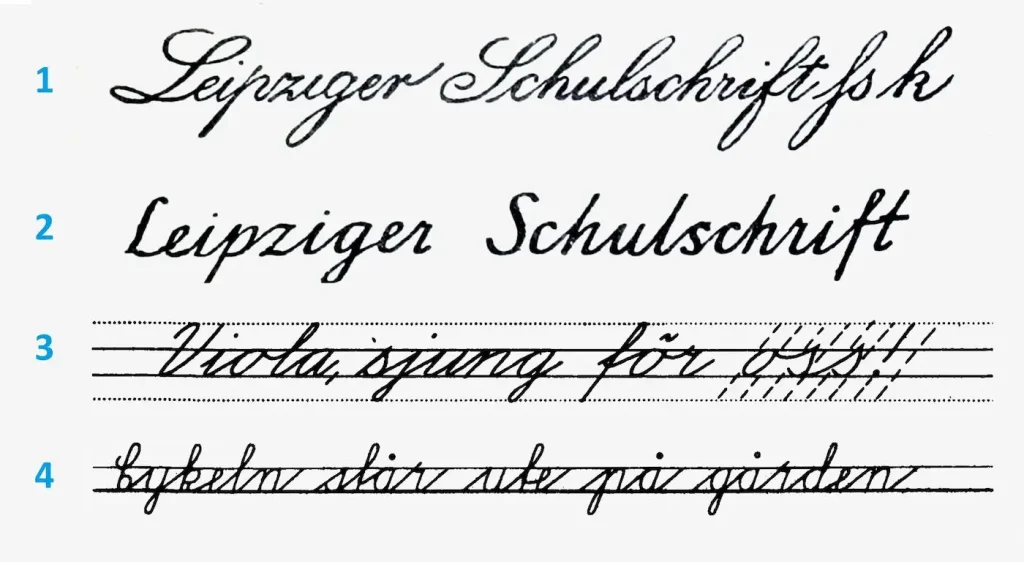 1 Leipziger Schulschrift ſs k
2 Leipziger Schulschrift
3 Viola, sjung för oss!
4 Cykeln står ute på gården